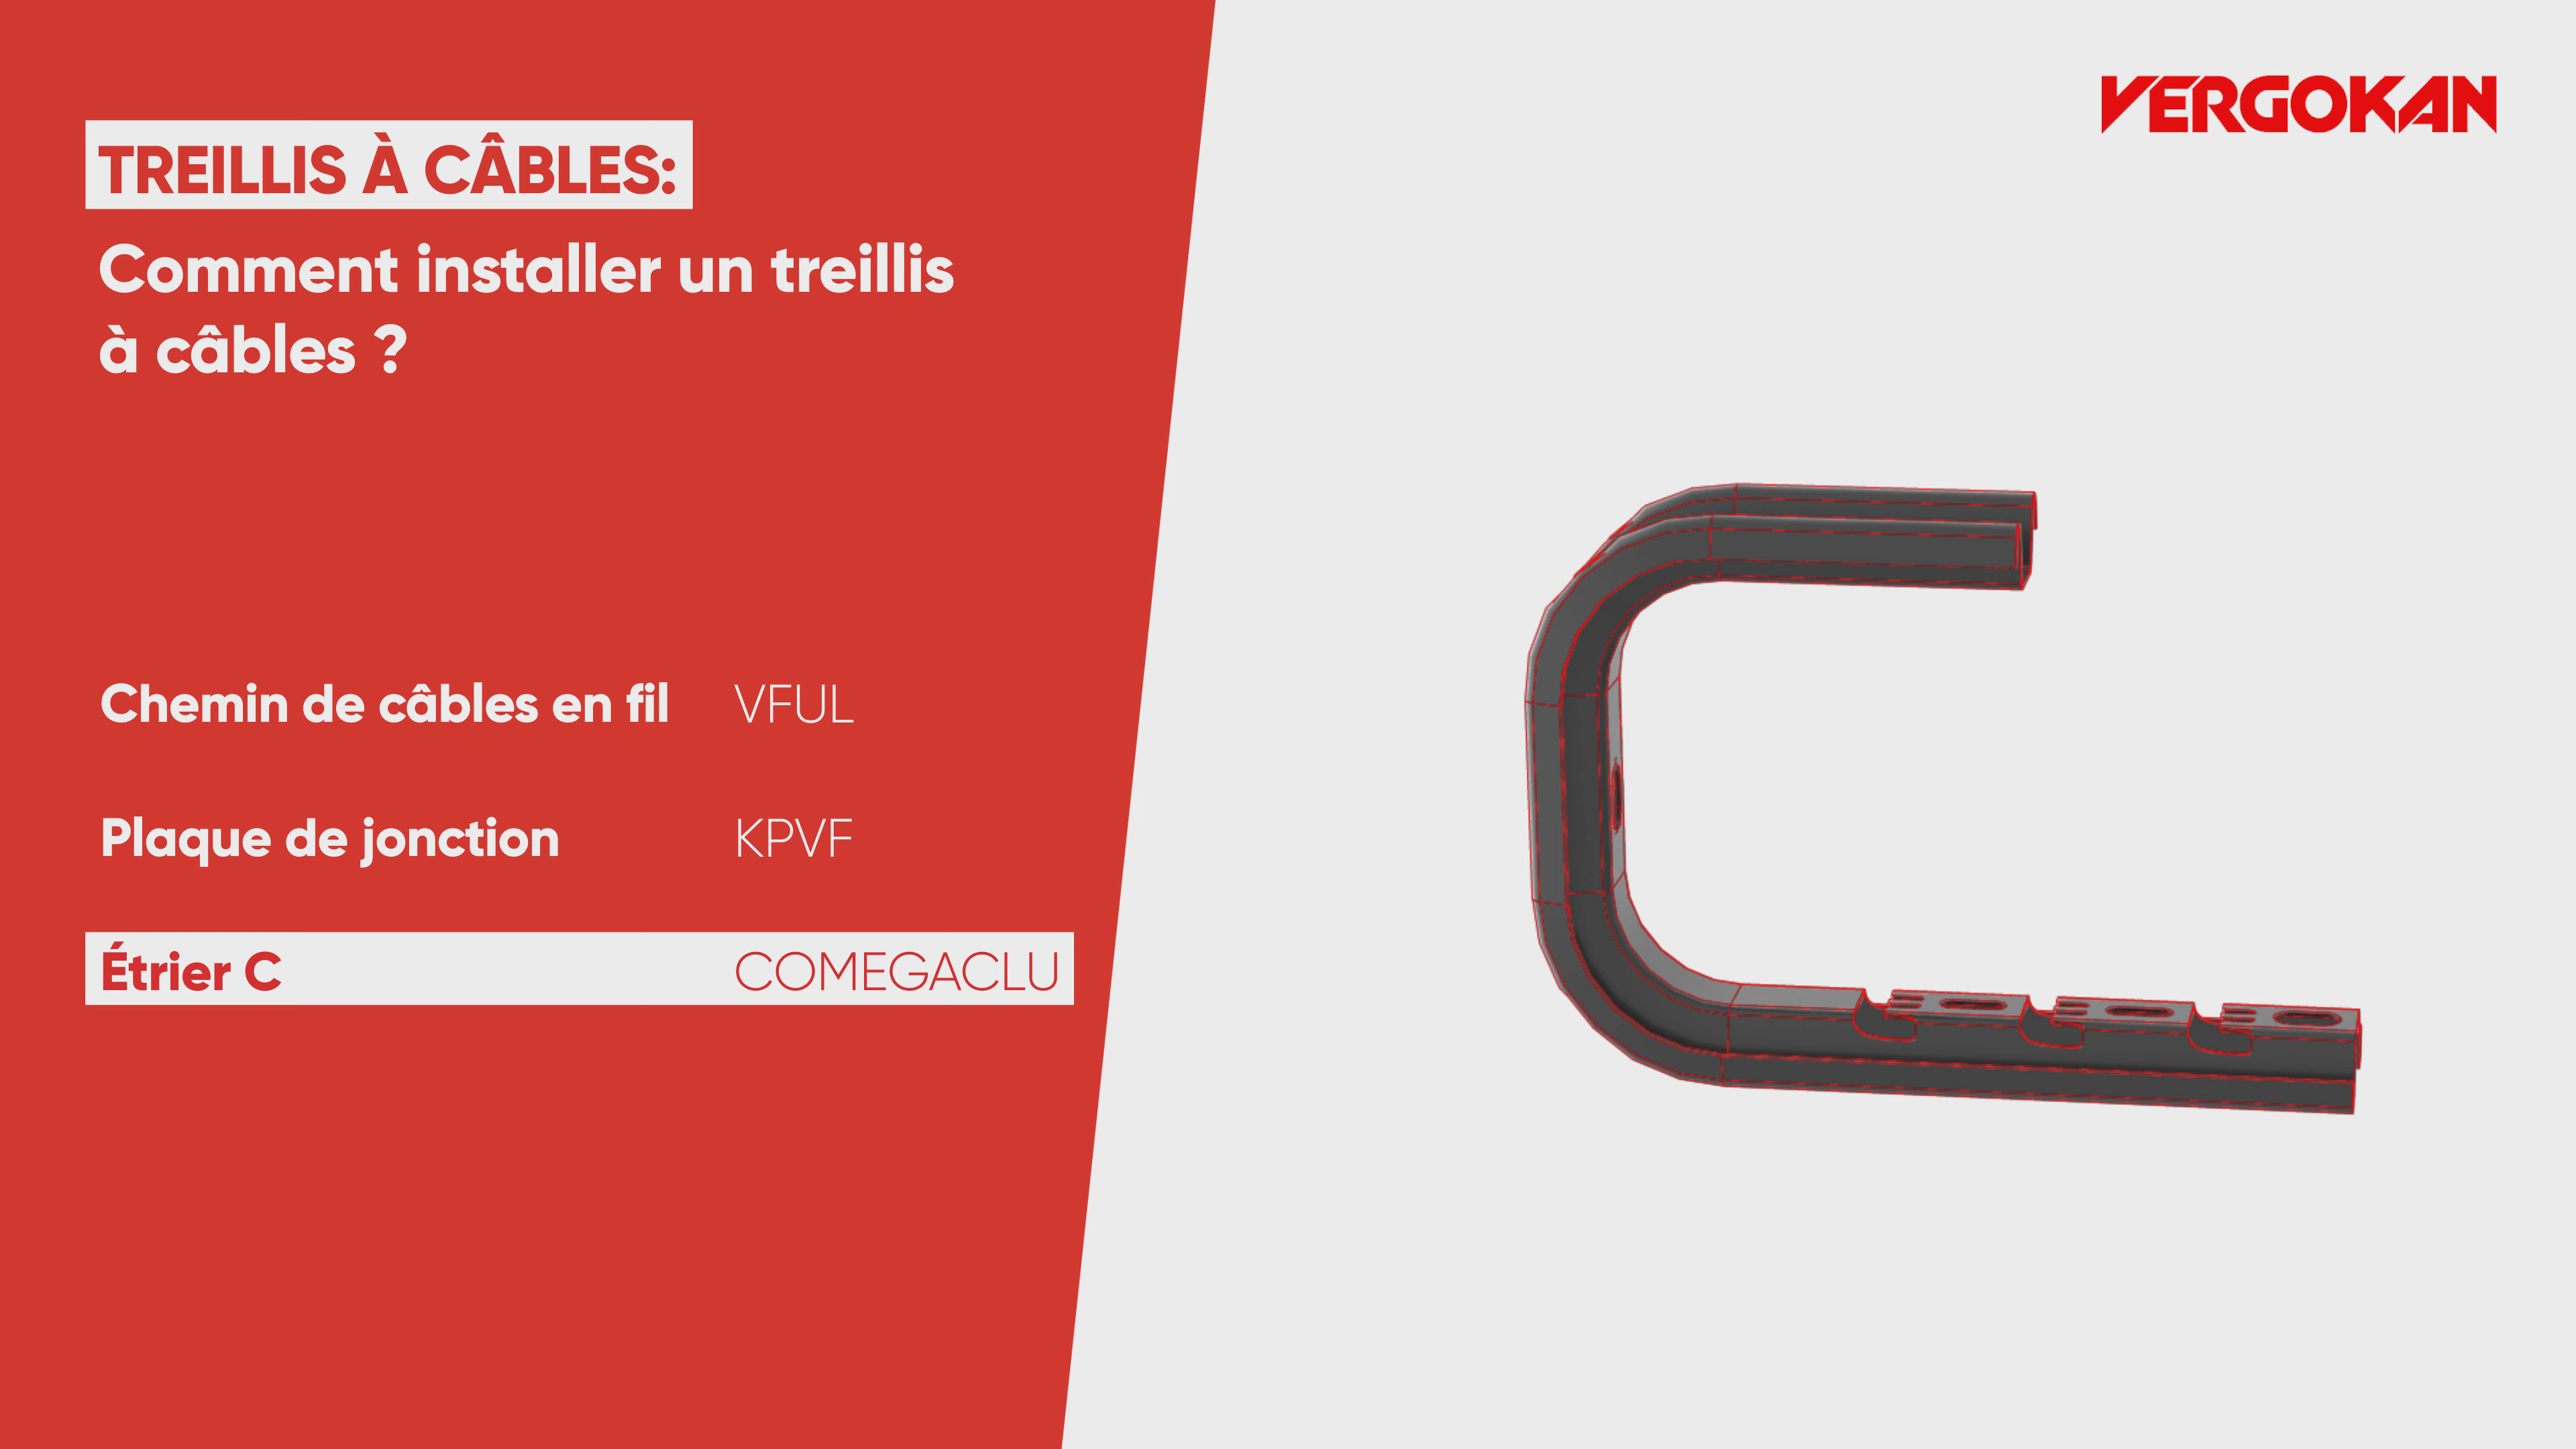 VERGOKAN
TREILLIS À CÂBLES:
Comment installer un treillis
à câbles ?
Chemin de câbles en fil VFUL
Plaque de jonction KPVF
Étrier C COMEGACLU